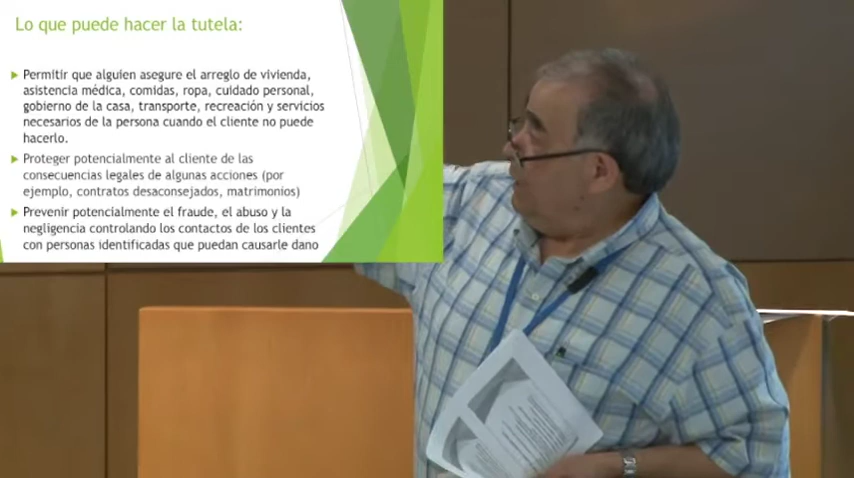 Lo que puede hacer la tutela:
Permitir que alguien asegure el arreglo de vivienda,
asistencia médica, comidas, ropa, cuidado personal,
gobierno de la casa, transporte, recreación y servicios
necesarios de la persona cuando el cliente no puede
hacerlo.
Proteger potencialmente al cliente de las
consecuencias legales de algunas acciones (por
ejemplo, contratos desaconsejados, matrimonios)
Prevenir potencialmente el fraude, el abuso y la
negligencia controlando los contactos de los clientes
con personas identificadas que puedan causarle dano